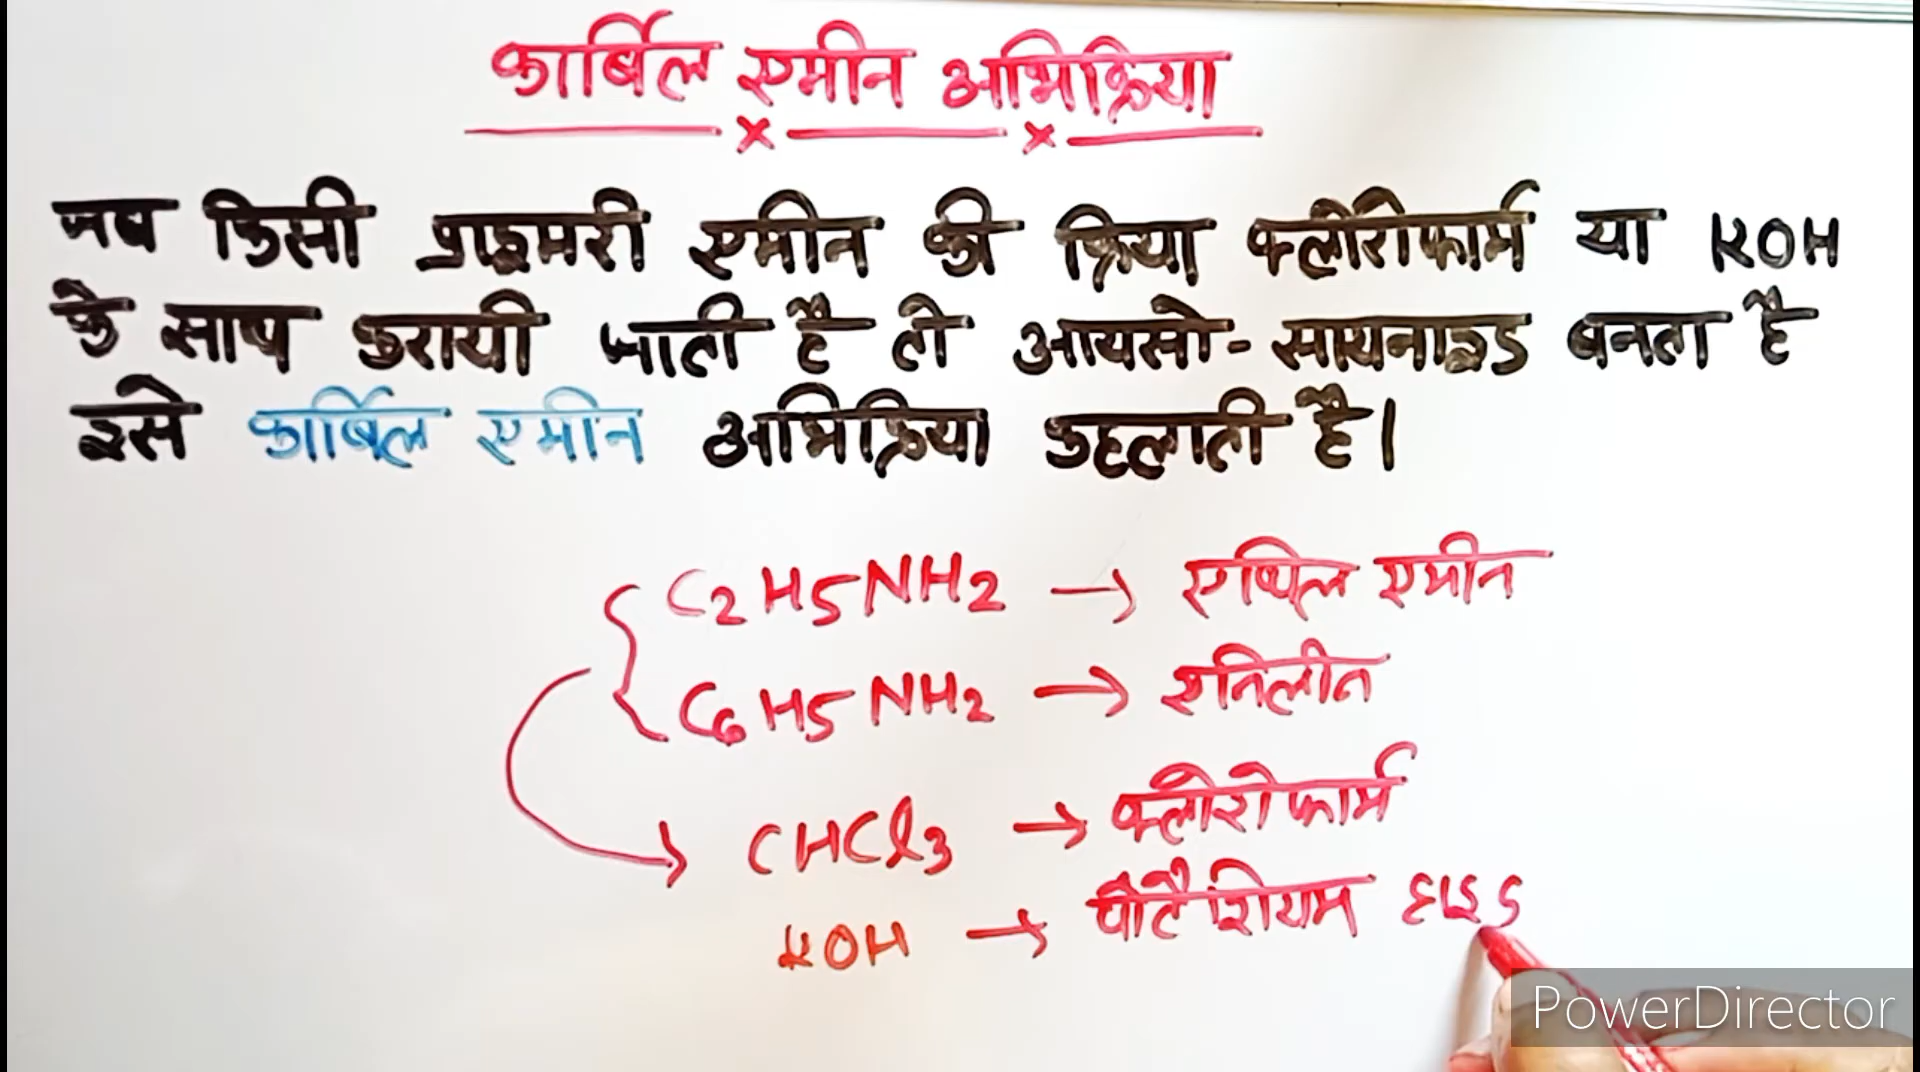 कार्बिल एमीन अभिक्रिया
जब किसी प्राइमरी एमीन की क्रिया क्लोरोफार्म या KOH
के साथ करायी जाती है तो आयसो-सायनाइड बनता है
इसे कार्बिल एमीन अभिक्रिया कहलाती है।
C2H5NH2 → एथिल एमीन
C6H5NH2 → एनिलीन
CHCl3 → क्लोरोफार्म
KOH → पोटैशियम हाइड
PowerDirector